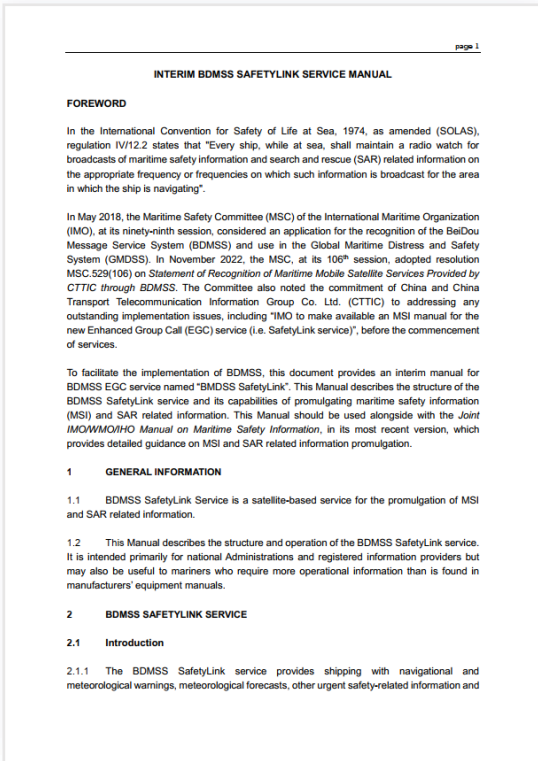 page 1
INTERIM BDMSS SAFETYLINK SERVICE MANUAL
FOREWORD
In the International Convention for Safety of Life at Sea, 1974, as amended (SOLAS),
regulation IV/12.2 states that "Every ship, while at sea, shall maintain a radio watch for
broadcasts of maritime safety information and search and rescue (SAR) related information on
the appropriate frequency or frequencies on which such information is broadcast for the area
in which the ship is navigating".
In May 2018, the Maritime Safety Committee (MSC) of the International Maritime Organization
(IMO), at its ninety-ninth session, considered an application for the recognition of the BeiDou
Message Service System (BDMSS) and use in the Global Maritime Distress and Safety
System (GMDSS). In November 2022, the MSC, at its 106th session, adopted resolution
MSC.529(106) on Statement of Recognition of Maritime Mobile Satellite Services Provided by
CTTIC through BDMSS. The Committee also noted the commitment of China and China
Transport Telecommunication Information Group Co. Ltd. (CTTIC) to addressing any
outstanding implementation issues, including "IMO to make available an MSI manual for the
new Enhanced Group Call (EGC) service (i.e. SafetyLink service)", before the commencement
of services.
To facilitate the implementation of BDMSS, this document provides an interim manual for
BDMSS EGC service named "BMDSS SafetyLink". This Manual describes the structure of the
BDMSS SafetyLink service and its capabilities of promulgating maritime safety information
(MSI) and SAR related information. This Manual should be used alongside with the Joint
IMO/WMO/IHO Manual on Maritime Safety Information, in its most recent version, which
provides detailed guidance on MSI and SAR related information promulgation.
1 GENERAL INFORMATION
1.1 BDMSS SafetyLink Service is a satellite-based service for the promulgation of MSI
and SAR related information.
1.2 This Manual describes the structure and operation of the BDMSS SafetyLink service.
It is intended primarily for national Administrations and registered information providers but
may also be useful to mariners who require more operational information than is found in
manufacturers' equipment manuals.
2 BDMSS SAFETYLINK SERVICE
2.1 Introduction
2.1.1 The BDMSS SafetyLink service provides shipping with navigational and
meteorological warnings, meteorological forecasts, other urgent safety-related information and